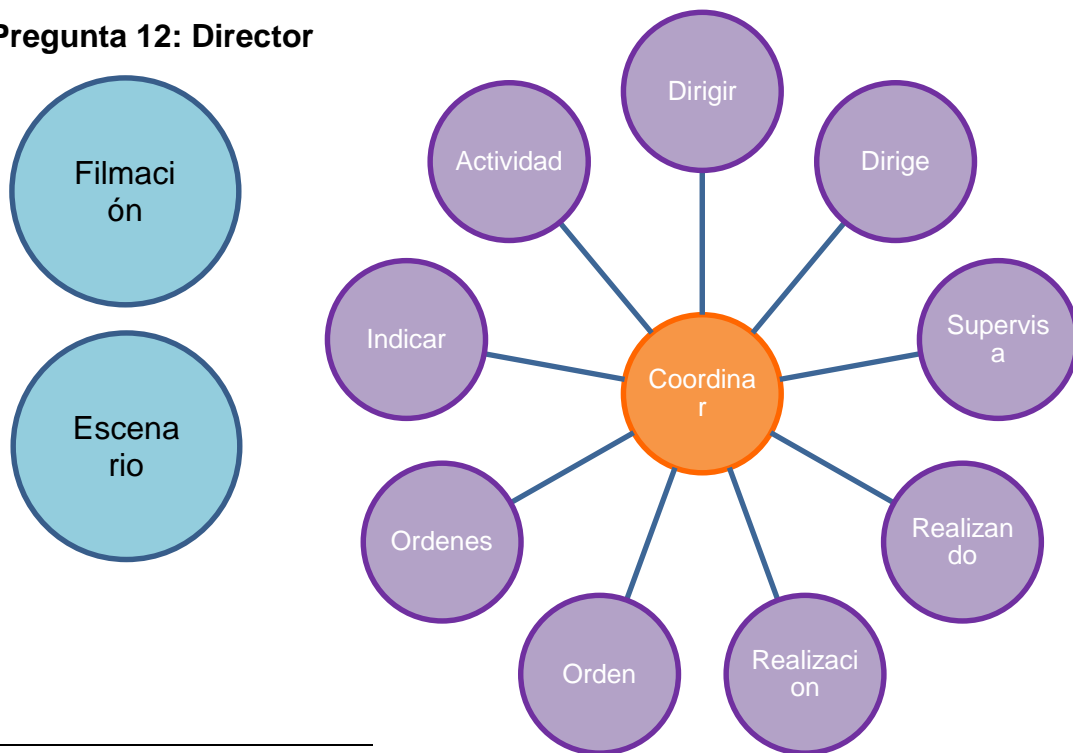 Pregunta 12: Director
Filmaci
ón
Escena
rio
Dirigir
Dirige
Supervis
a
Realizan
do
Realizaci
on
Orden
Ordenes
Indicar
Actividad
Coordina
r